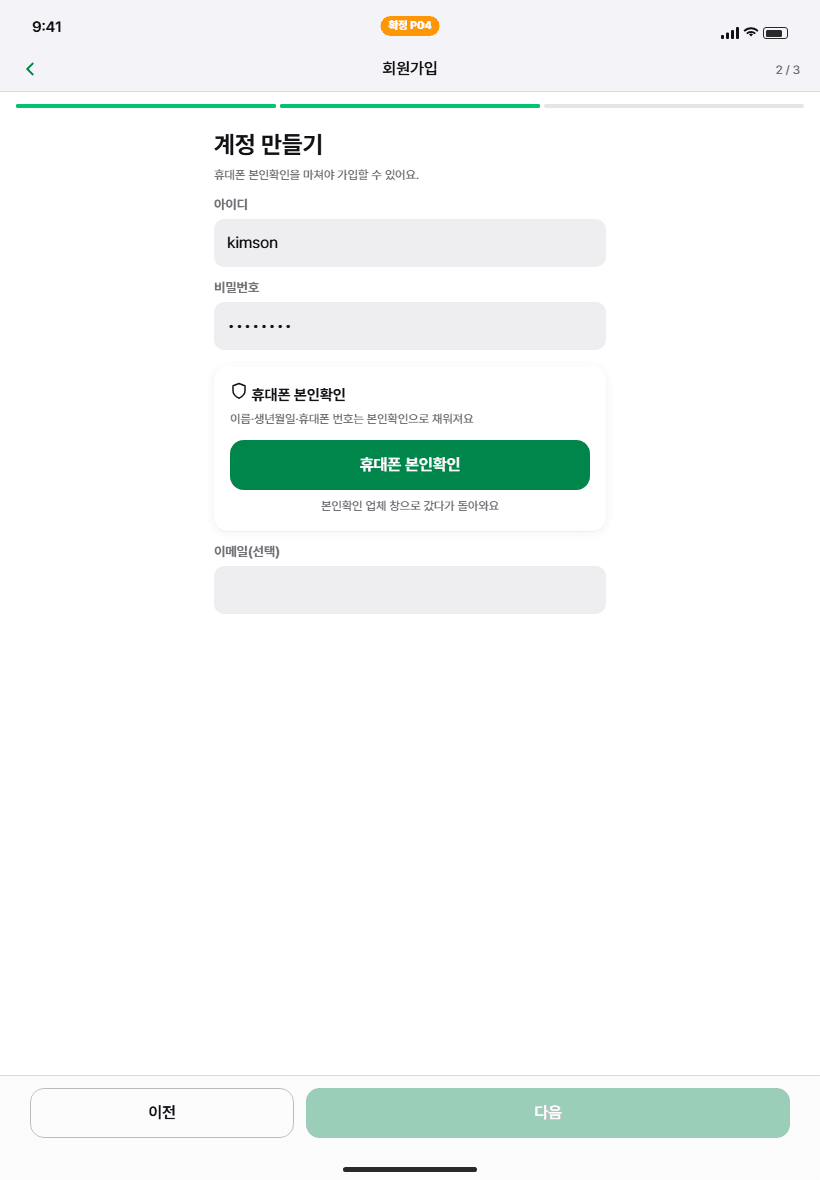 9:41
확정 P04
회원가입
2 / 3
계정 만들기
휴대폰 본인확인을 마쳐야 가입할 수 있어요.
아이디
kimson
비밀번호
••••••••
휴대폰 본인확인
이름·생년월일·휴대폰 번호는 본인확인으로 채워져요
휴대폰 본인확인
본인확인 업체 창으로 갔다가 돌아와요
이메일(선택)
이전
다음